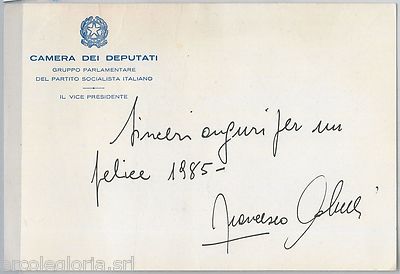 CAMERA DEI DEPUTATI
GRUPPO PARLAMENTARE
DEL PARTITO SOCIALISTA ITALIANO
IL VICE PRESIDENTE
Sinceri auguri per un
felice 1985-
Francesco
ercolegloria.srl